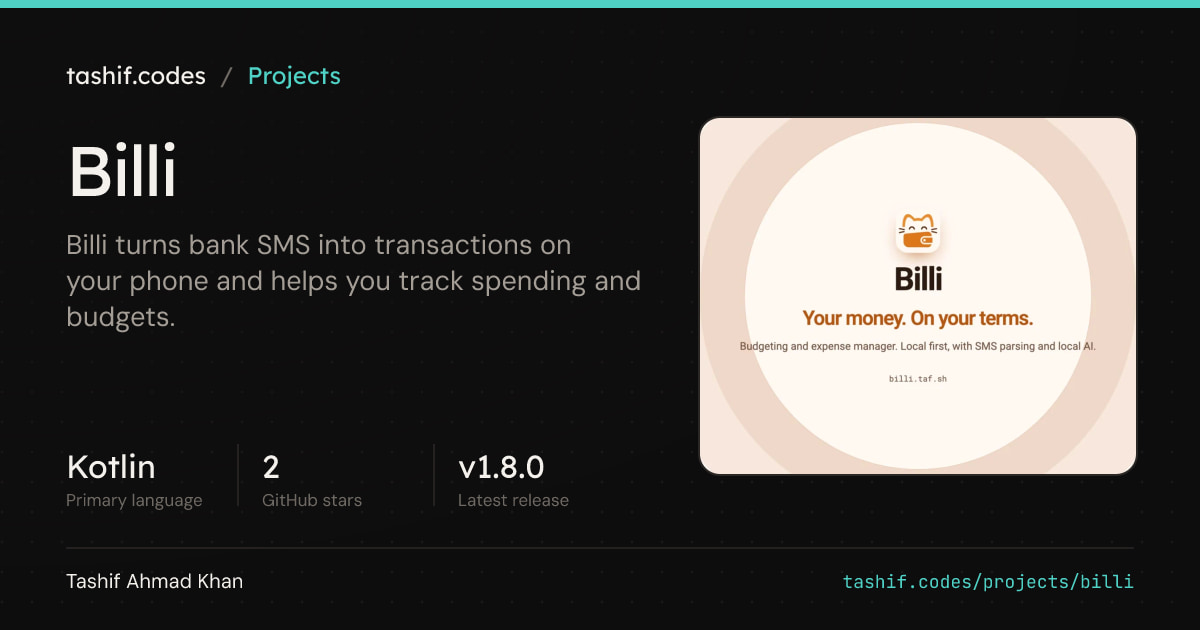 tashif.codes / Projects
Billi
Billi turns bank SMS into transactions on
your phone and helps you track spending and
budgets.
Kotlin
Primary language
2
GitHub stars
v1.8.0
Latest release
Billi
Your money. On your terms.
Budgeting and expense manager. Local first, with SMS parsing and local AI.
billi.taf.sh
Tashif Ahmad Khan
tashif.codes/projects/billi